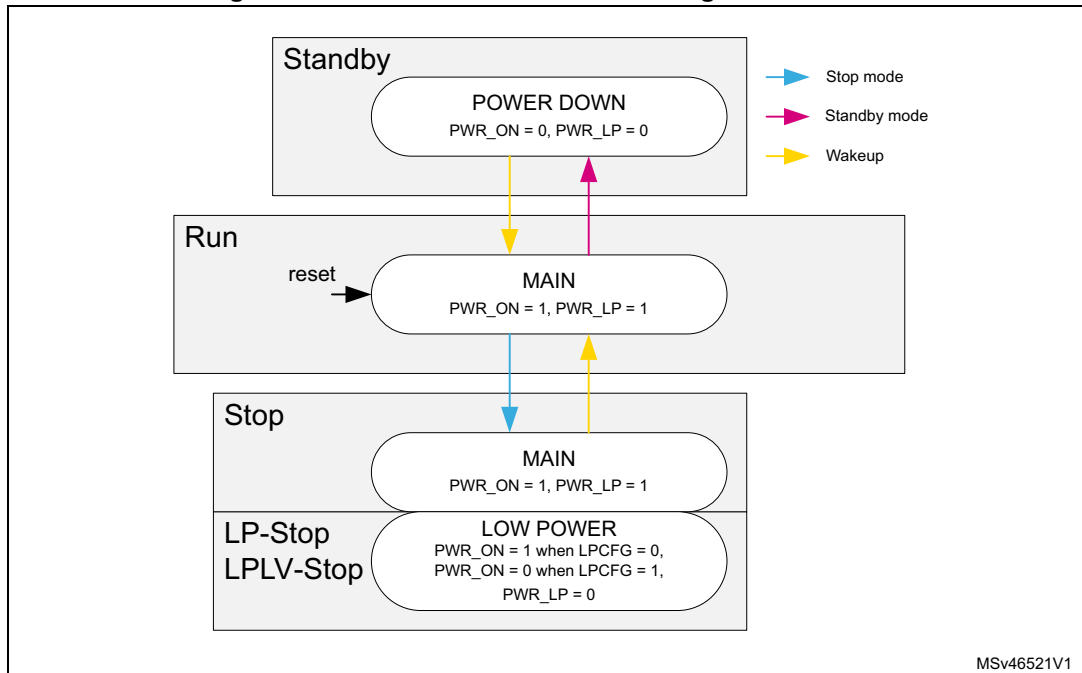 Standby
POWER DOWN
PWR_ON = 0, PWR_LP = 0
Stop mode
Standby mode
Wakeup
Run
reset
MAIN
PWR_ON = 1, PWR_LP = 1
Stop
MAIN
PWR_ON = 1, PWR_LP = 1
LP-Stop
LPLV-Stop
LOW POWER
PWR_ON = 1 when LPCFG = 0,
PWR_ON = 0 when LPCFG = 1,
PWR_LP = 0
MSv46521V1